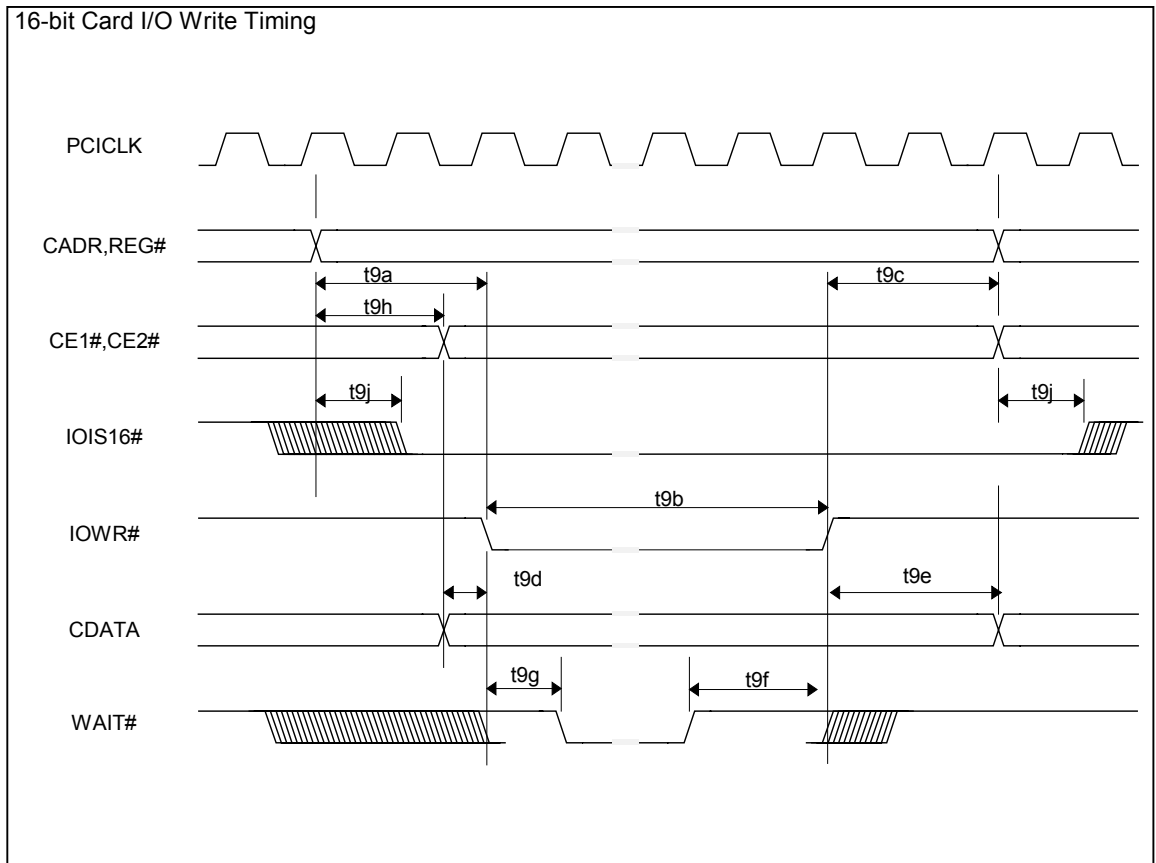 16-bit Card I/O Write Timing
PCICLK
CADR,REG#
t9a
t9c
t9h
CE1#,CE2#
t9j
t9j
IOIS16#
t9b
IOWR#
t9d
t9e
CDATA
t9g
t9f
WAIT#